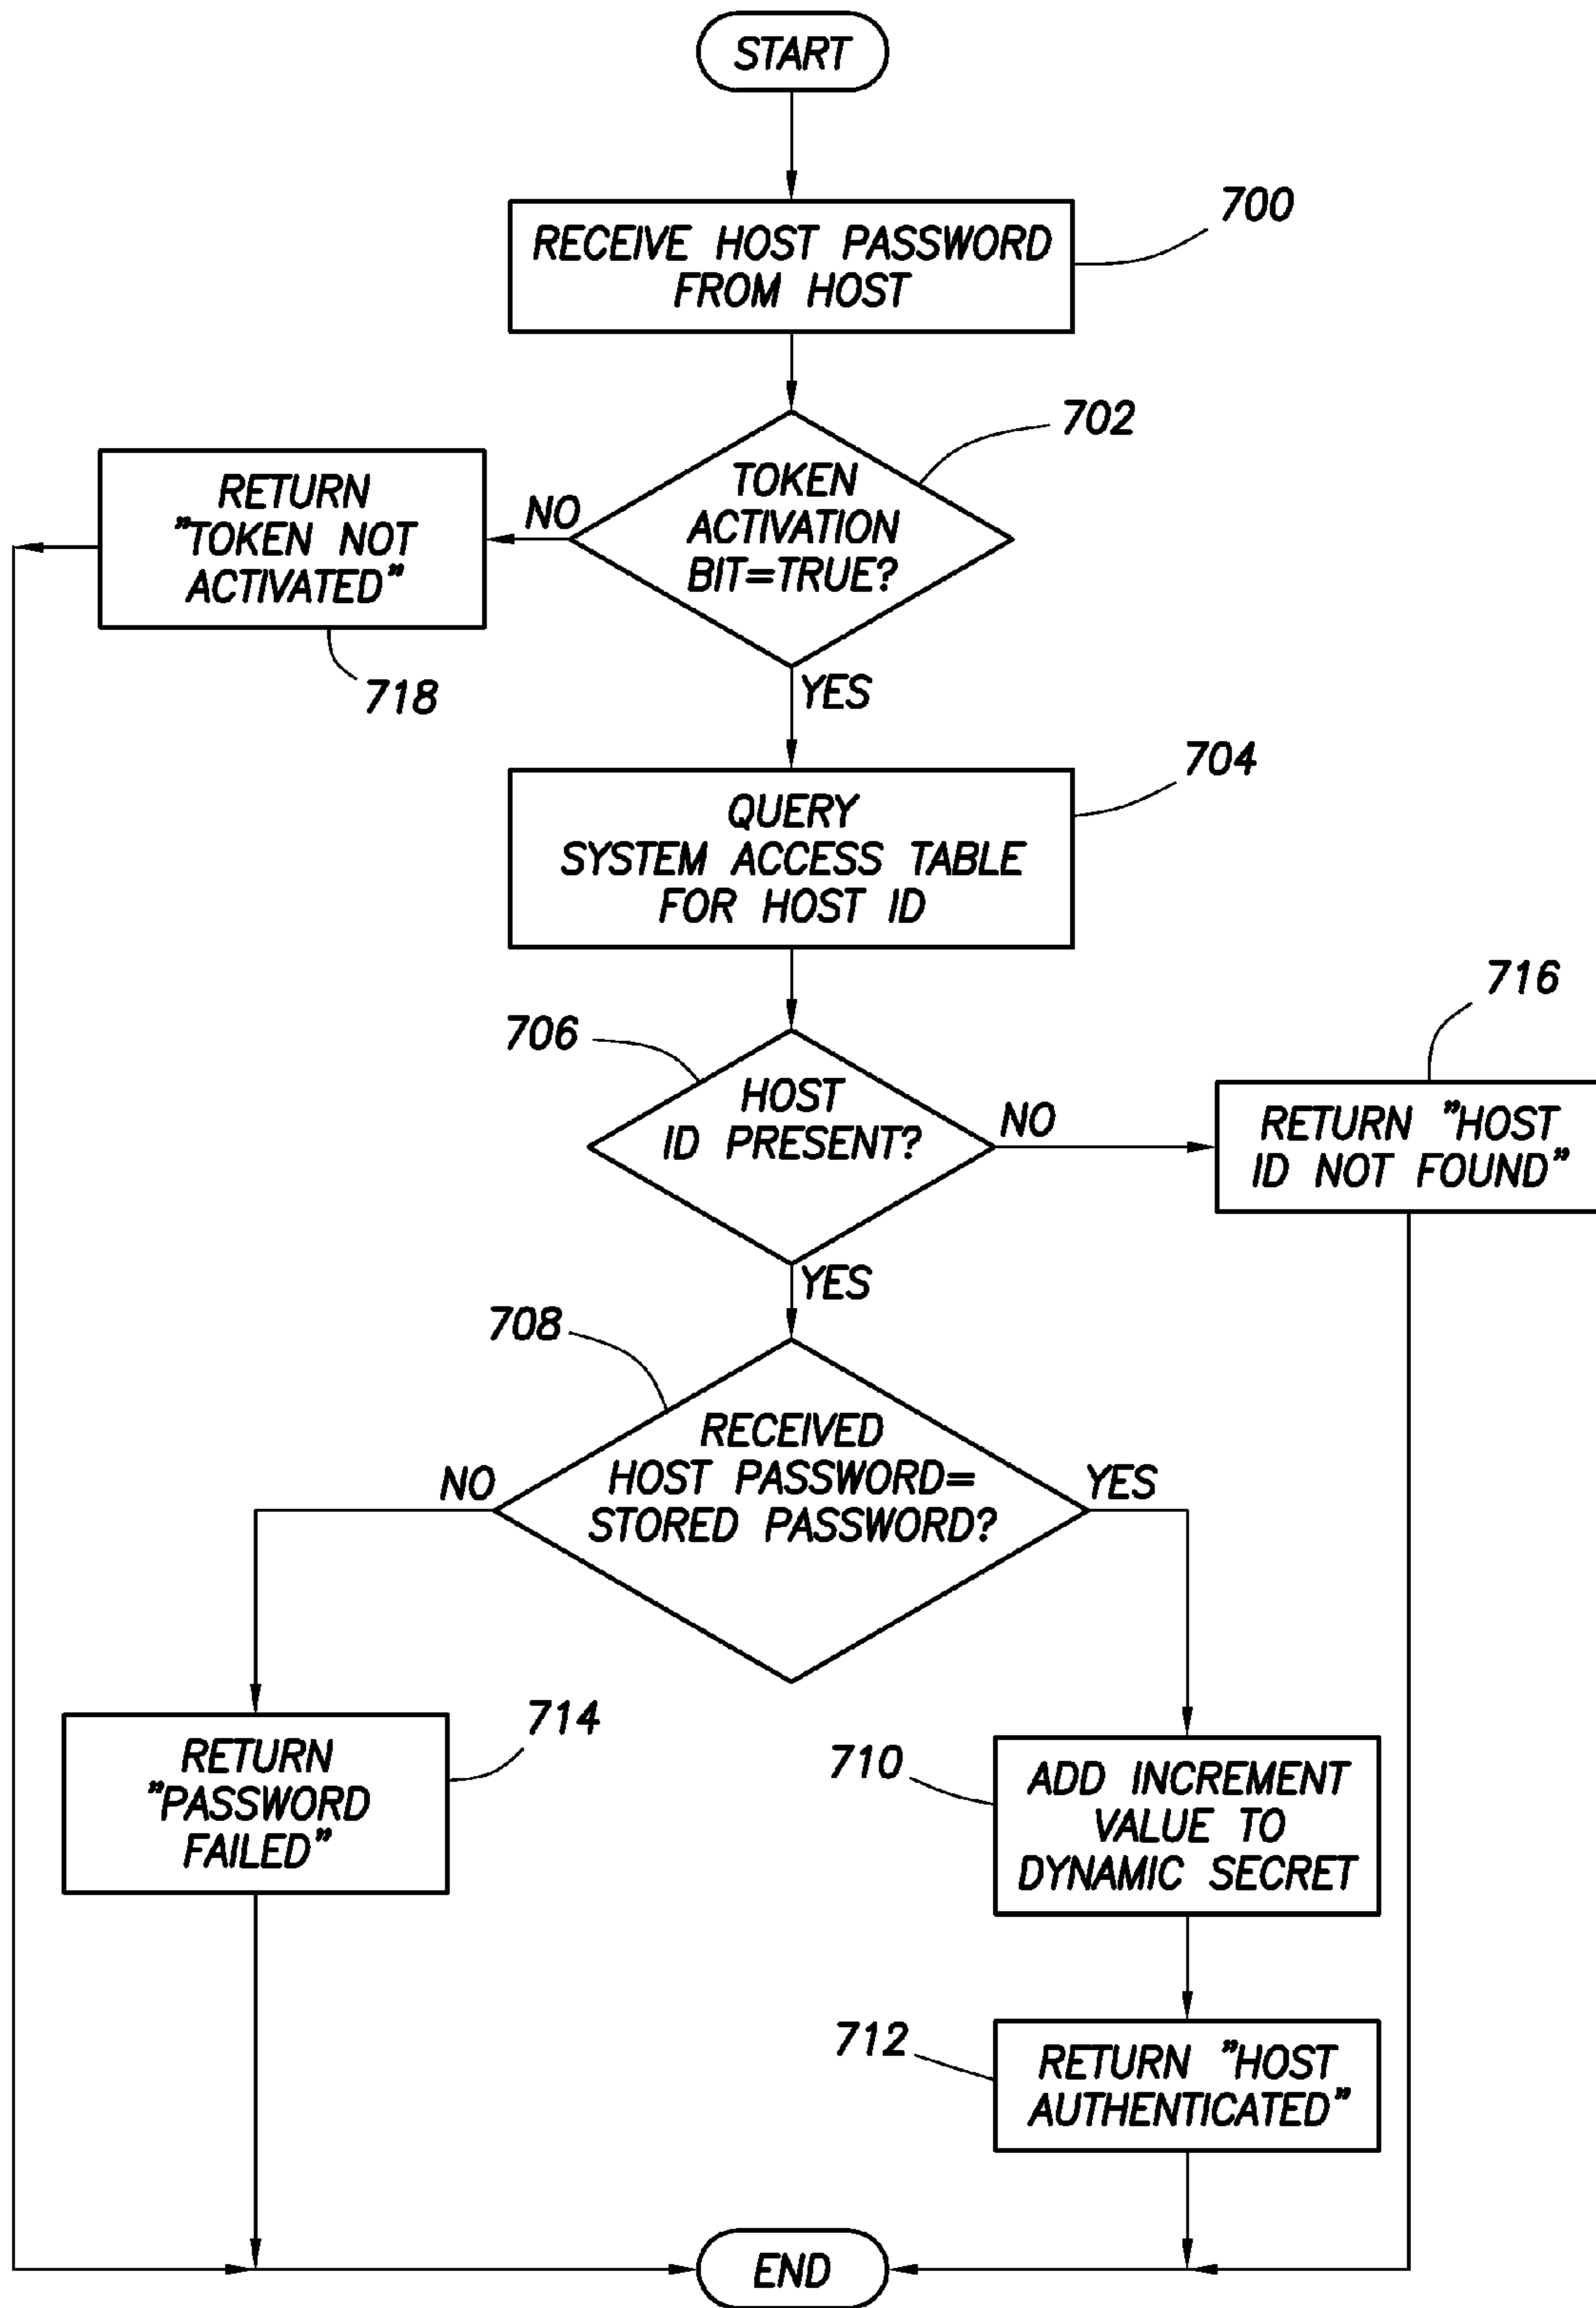 START
700
RECEIVE HOST PASSWORD
FROM HOST
702
TOKEN
ACTIVATION
BIT=TRUE?
NO
RETURN
"TOKEN NOT
ACTIVATED"
718
YES
704
QUERY
SYSTEM ACCESS TABLE
FOR HOST ID
716
706
HOST
ID PRESENT?
NO
RETURN "HOST
ID NOT FOUND"
YES
708
RECEIVED
HOST PASSWORD=
STORED PASSWORD?
NO
YES
714
RETURN
"PASSWORD
FAILED"
710
ADD INCREMENT
VALUE TO
DYNAMIC SECRET
712
RETURN "HOST
AUTHENTICATED"
END